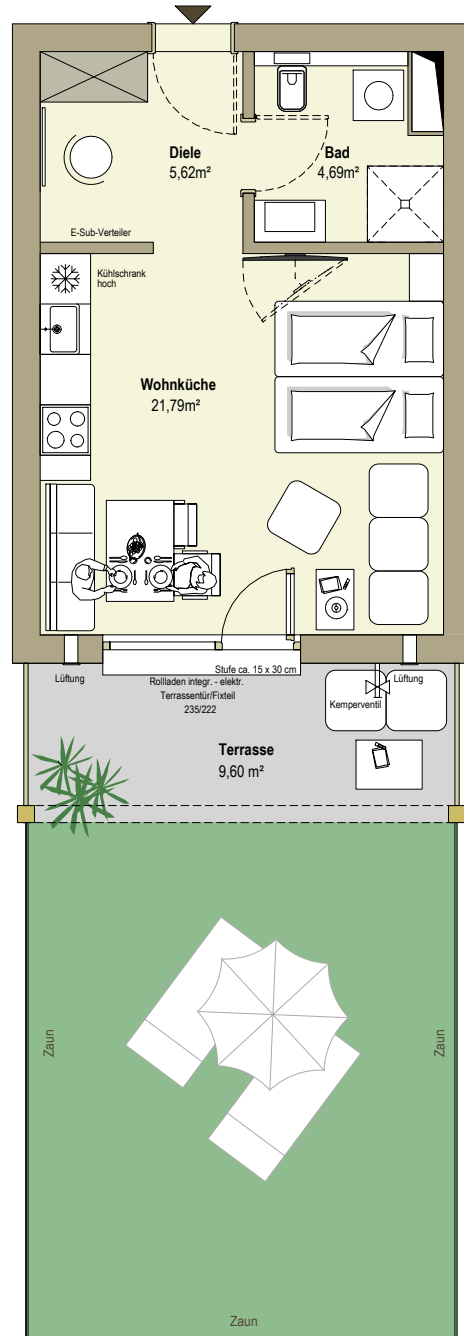 Diele
5,62m²
Bad
4,69m²
E-Sub-Verteiler
Kühlschrank
hoch
Wohnküche
21,79m²
Stufe ca. 15 x 30 cm
Lüftung
Rollladen integr. - elektr.
Terrassentür/Fixteil
235/222
Lüftung
Kemperventil
Terrasse
9,60 m²
Zaun
Zaun
Zaun